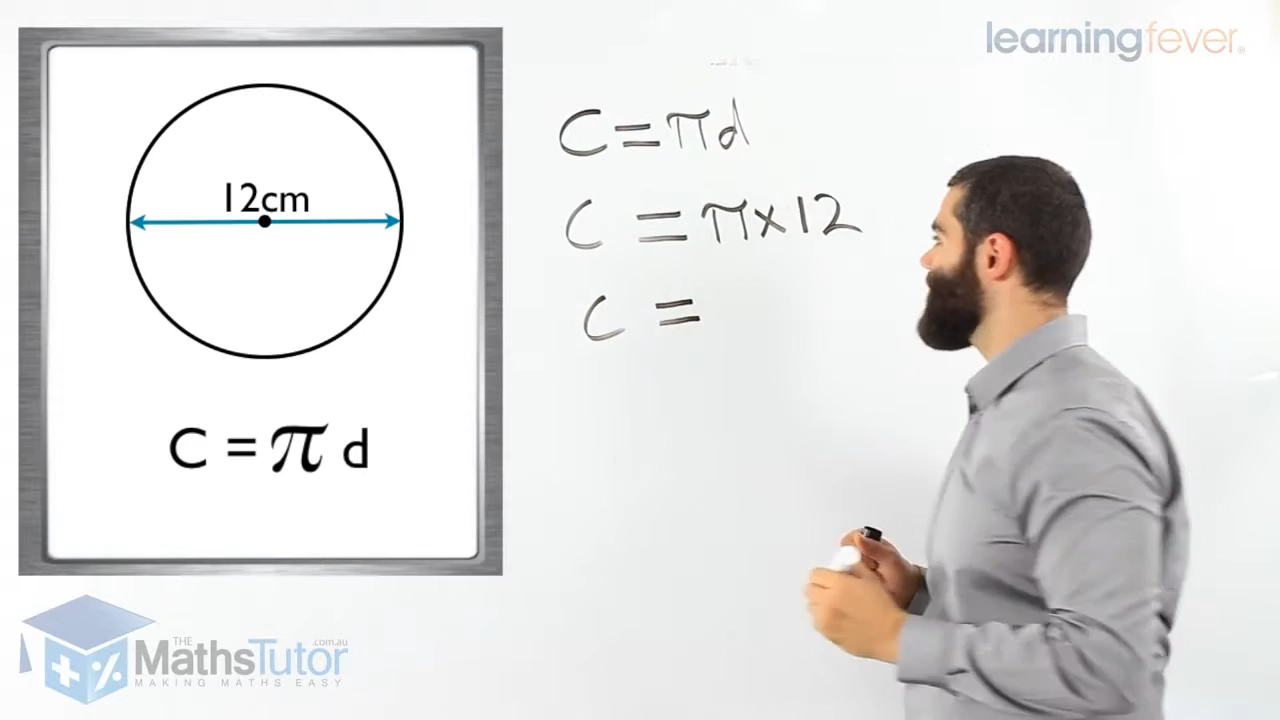 learningfever.
12cm
C = π d
C = πd
C = π×12
C =
THE
MathsTutor
.com.au
MAKING MATHS EASY